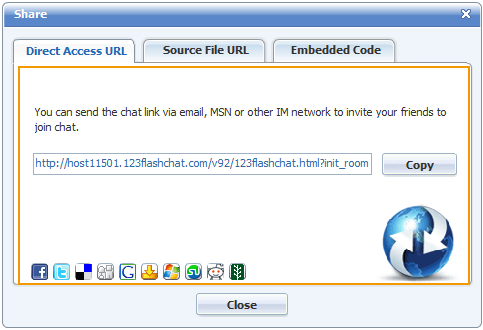 Share
Direct Access URL
Source File URL
Embedded Code
You can send the chat link via email, MSN or other IM network to invite your friends to
join chat.
http://host11501.123flashchat.com/v92/123flashchat.html?init_room
Copy
Close